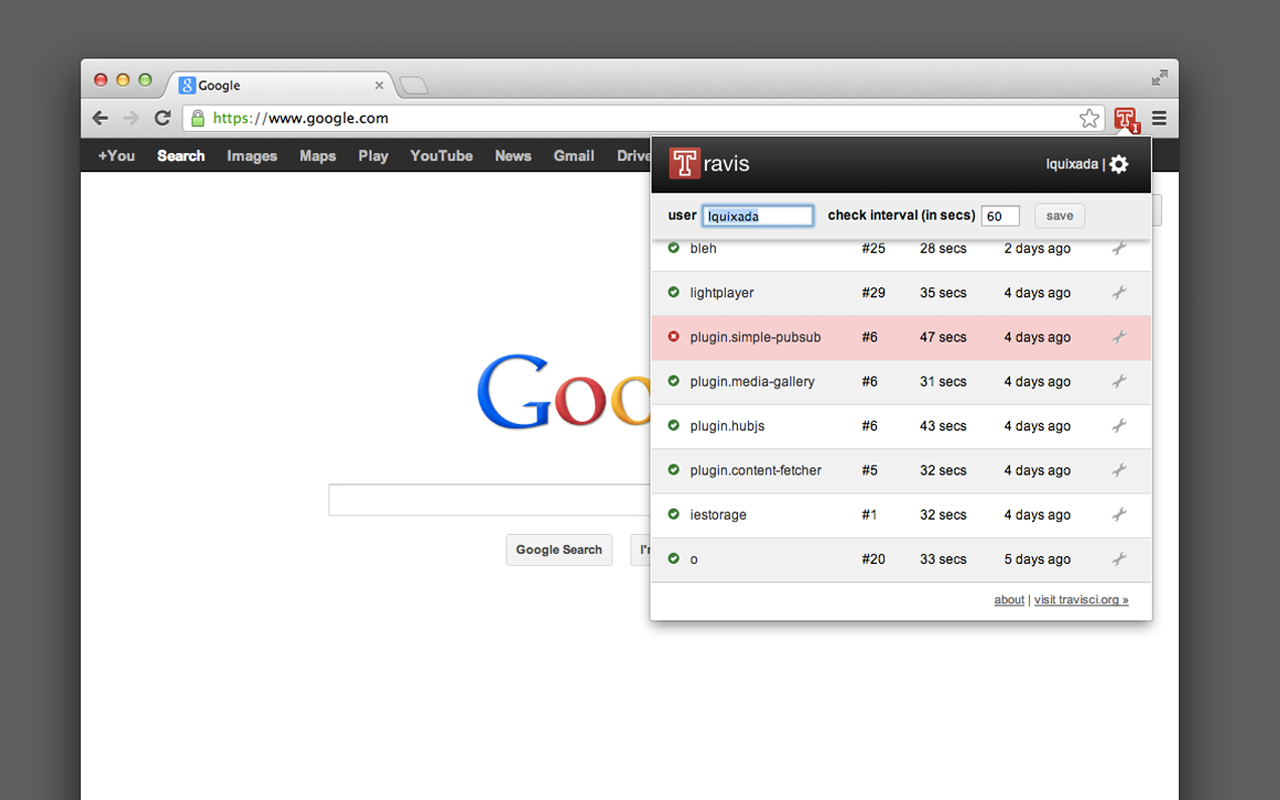 Google
https://www.google.com
+You Search Images Maps Play YouTube News Gmail Drive
Travis
lquixada |
user lquixada check interval (in secs) 60 save
bleh #25 28 secs 2 days ago
lightplayer #29 35 secs 4 days ago
plugin.simple-pubsub #6 47 secs 4 days ago
plugin.media-gallery #6 31 secs 4 days ago
Goo
plugin.hubjs #6 43 secs 4 days ago
plugin.content-fetcher #5 32 secs 4 days ago
iestorage #1 32 secs 4 days ago
Google Search I'
o #20 33 secs 5 days ago
about | visit travisci.org »